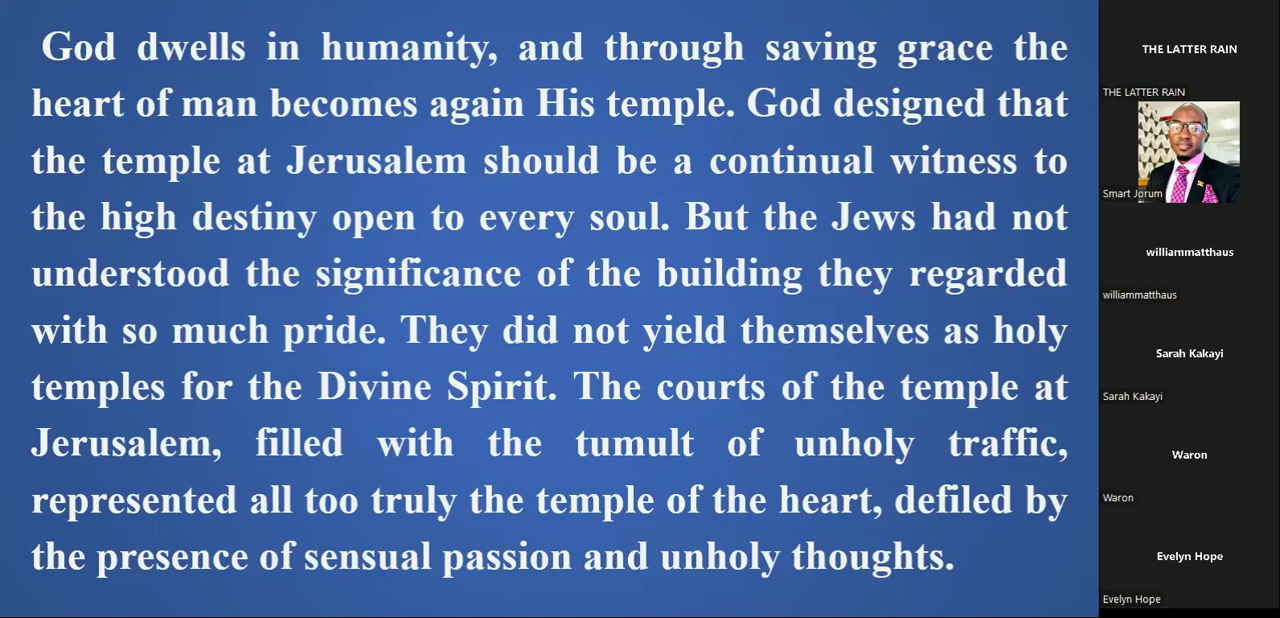 God dwells in humanity, and through saving grace the
heart of man becomes again His temple. God designed that
the temple at Jerusalem should be a continual witness to
the high destiny open to every soul. But the Jews had not
understood the significance of the building they regarded
with so much pride. They did not yield themselves as holy
temples for the Divine Spirit. The courts of the temple at
Jerusalem, filled with the tumult of unholy traffic,
represented all too truly the temple of the heart, defiled by
the presence of sensual passion and unholy thoughts.
THE LATTER RAIN
THE LATTER RAIN
Smart Jorum
williammatthaus
williammatthaus
Sarah Kakayi
Sarah Kakayi
Waron
Waron
Evelyn Hope
Evelyn Hope